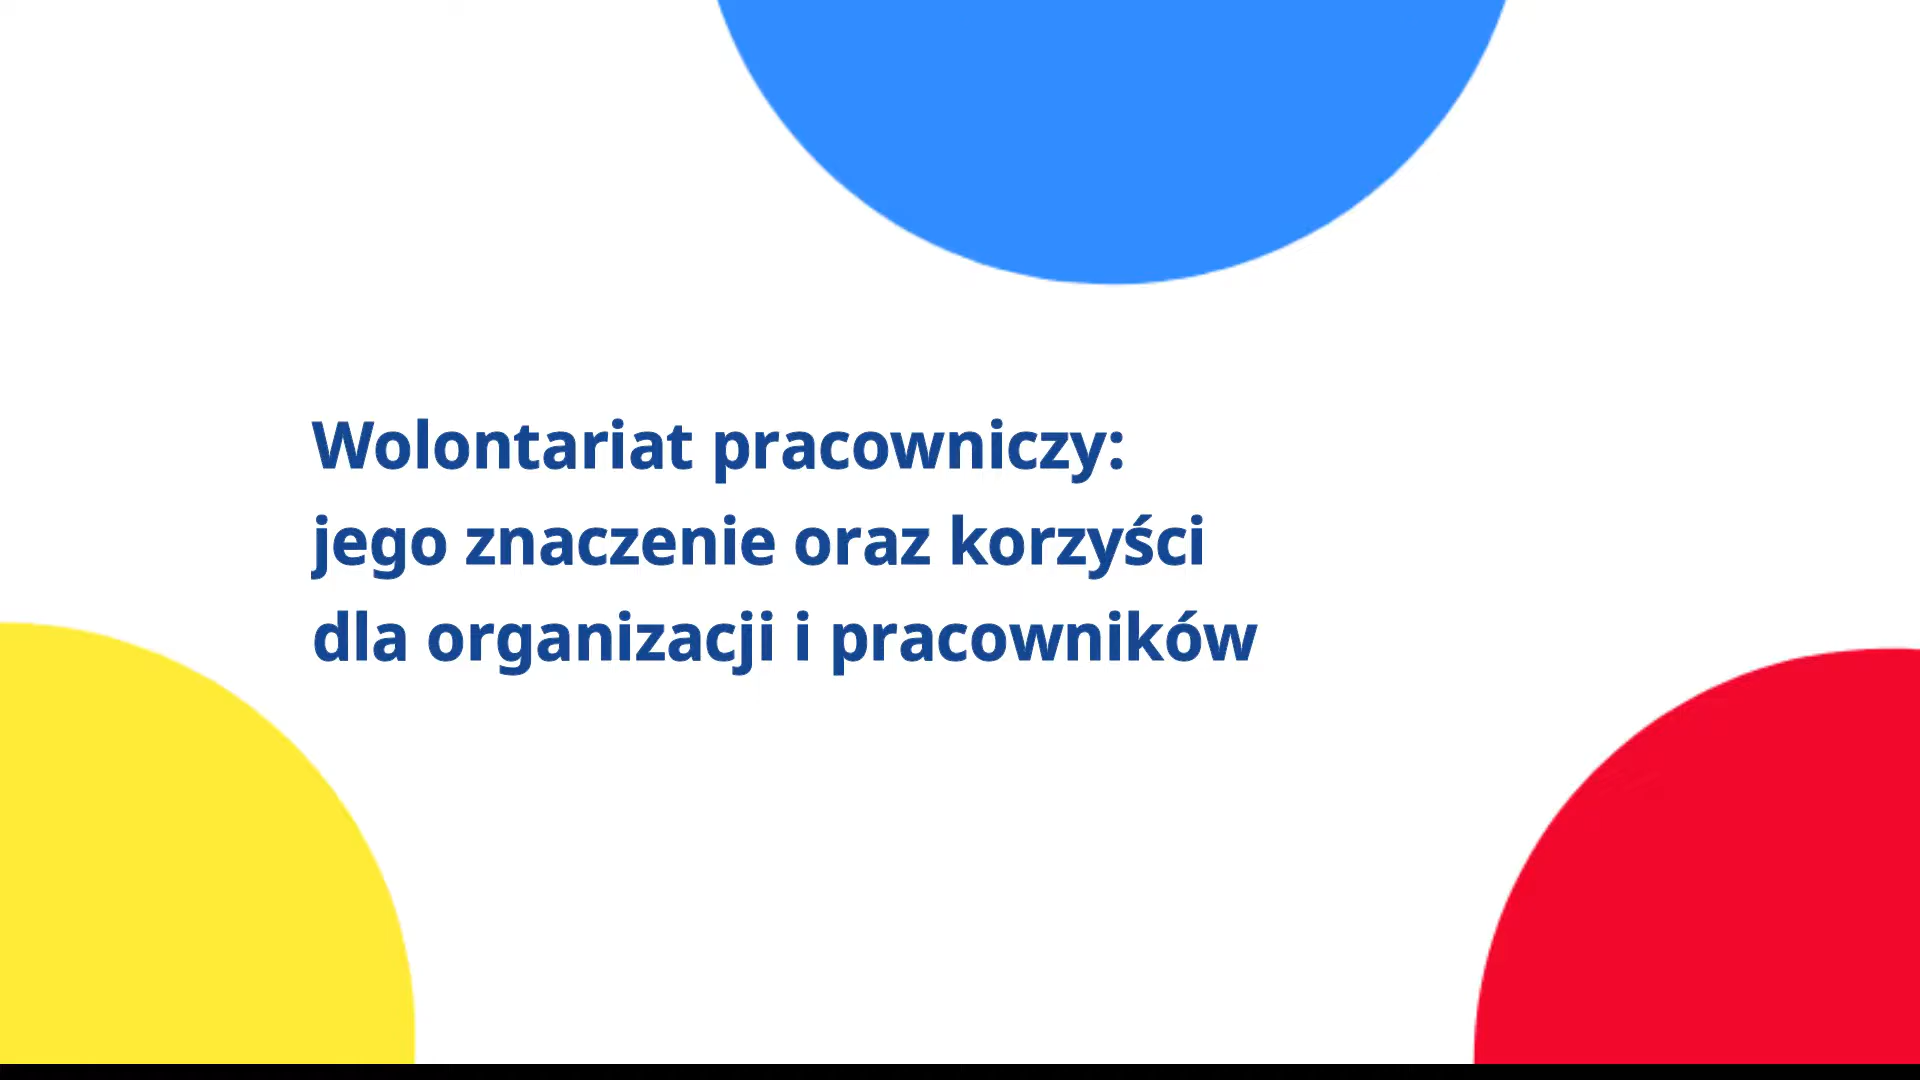 Wolontariat pracowniczy:
jego znaczenie oraz korzyści
dla organizacji i pracowników